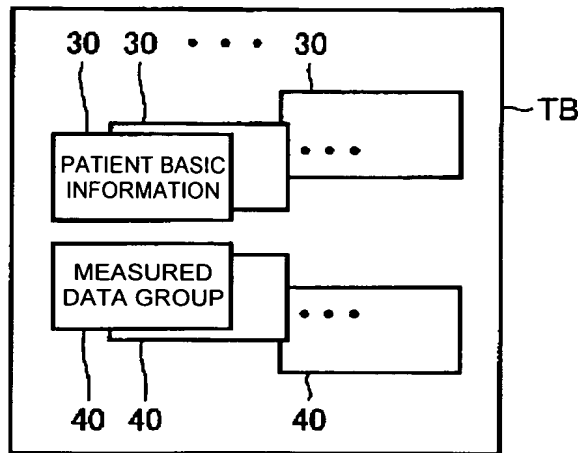 30 30 • • • 30
TB
• • •
PATIENT BASIC
INFORMATION
MEASURED
DATA GROUP
• • •
40 40 40